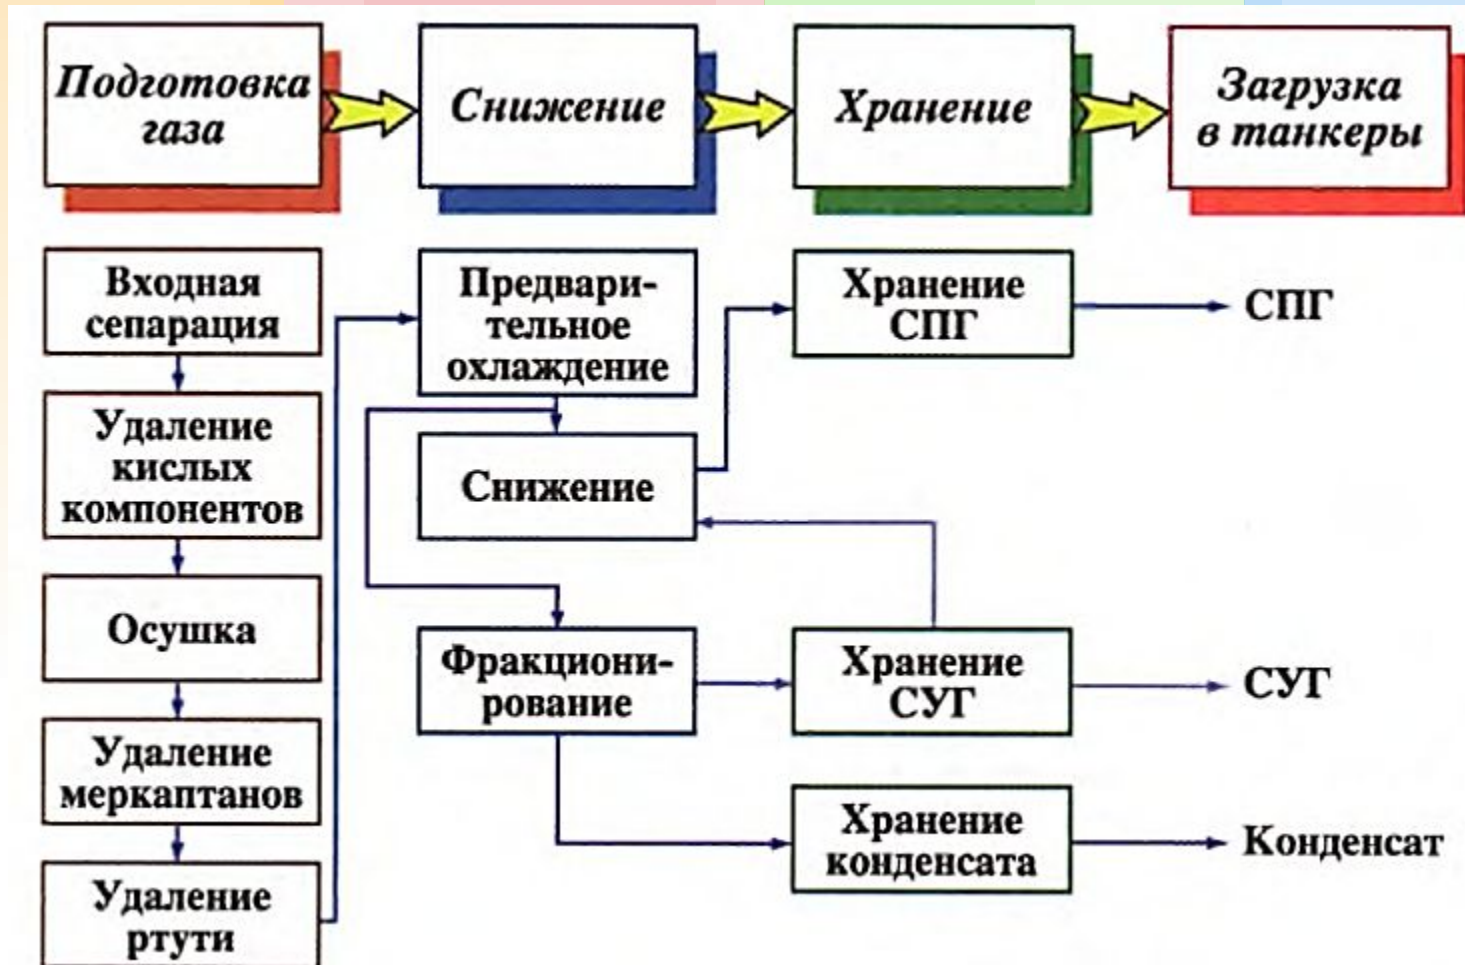 Подготовка
газа
Снижение
Хранение
Загрузка
в танкеры
Входная
сепарация
Удаление
кислых
компонентов
Осушка
Удаление
меркаптанов
Удаление
ртути
Предвари-
тельное
охлаждение
Снижение
Фракциони-
рование
Хранение
СПГ
Хранение
СУГ
Хранение
конденсата
СПГ
СУГ
Конденсат